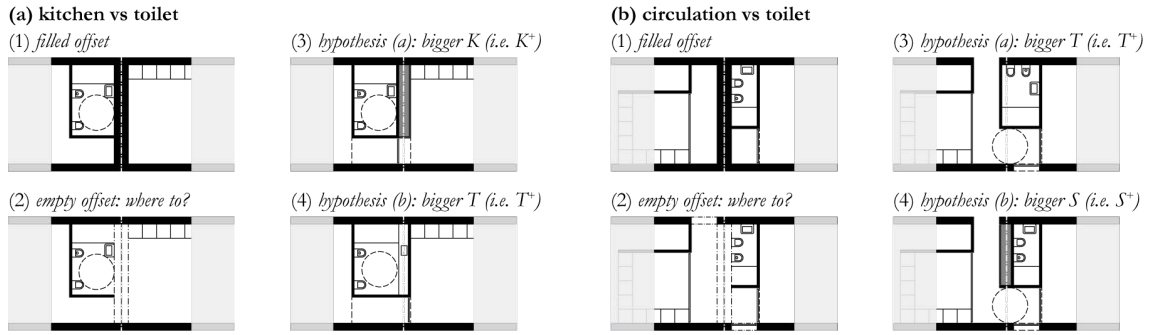 (a) kitchen vs toilet
(1) filled offset
(3) hypothesis (a): bigger K (i.e. K⁺)
(2) empty offset: where to?
(4) hypothesis (b): bigger T (i.e. T⁺)
(b) circulation vs toilet
(1) filled offset
(3) hypothesis (a): bigger T (i.e. T⁺)
(2) empty offset: where to?
(4) hypothesis (b): bigger S (i.e. S⁺)